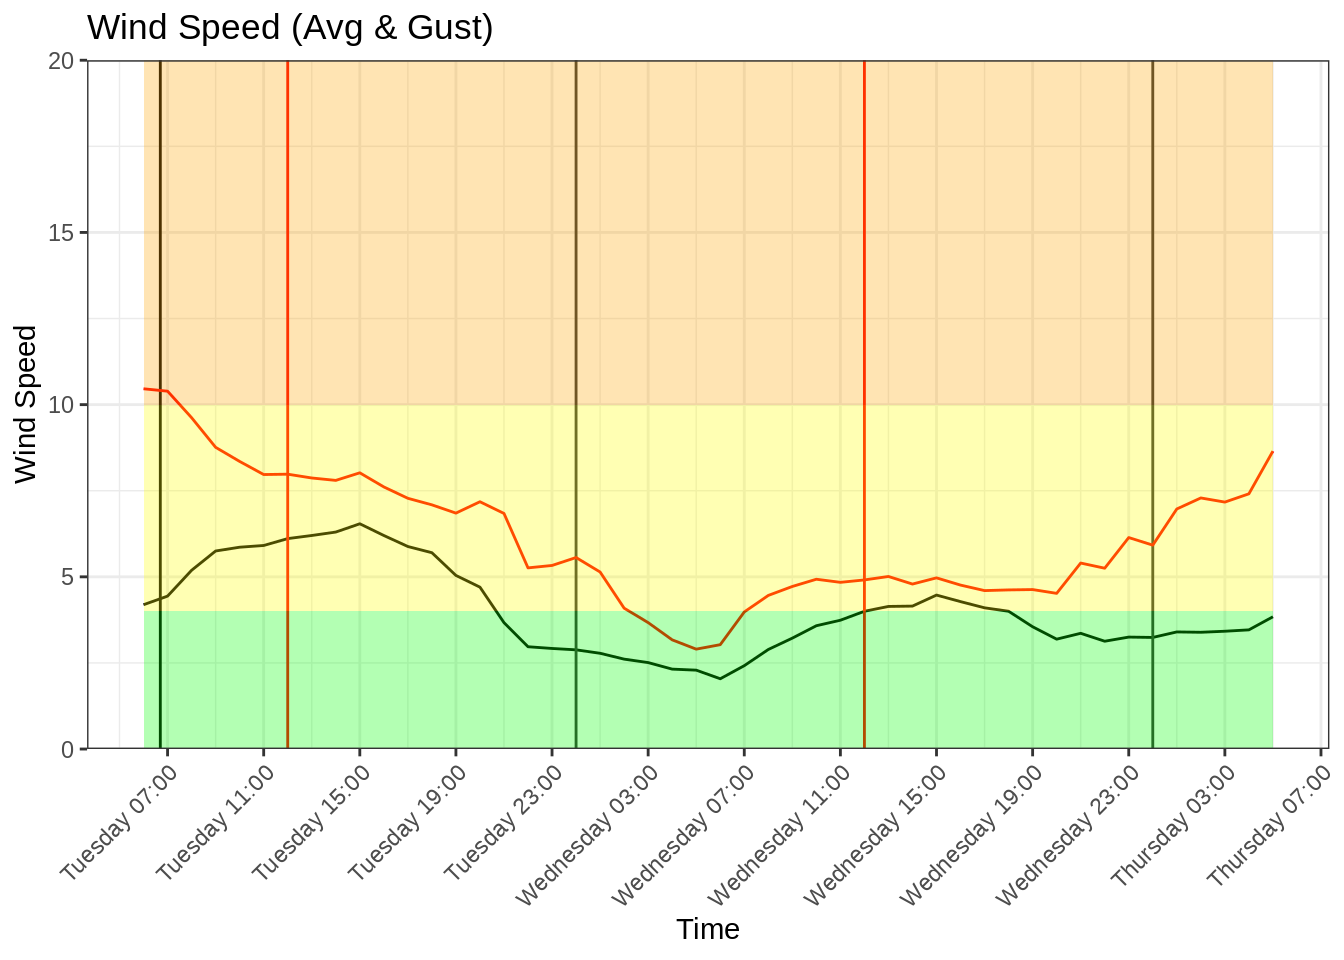 Wind Speed (Avg & Gust)
20
15
10
5
0
Wind Speed
Tuesday 07:00
Tuesday 11:00
Tuesday 15:00
Tuesday 19:00
Tuesday 23:00
Wednesday 03:00
Wednesday 07:00
Wednesday 11:00
Wednesday 15:00
Wednesday 19:00
Wednesday 23:00
Thursday 03:00
Thursday 07:00
Time